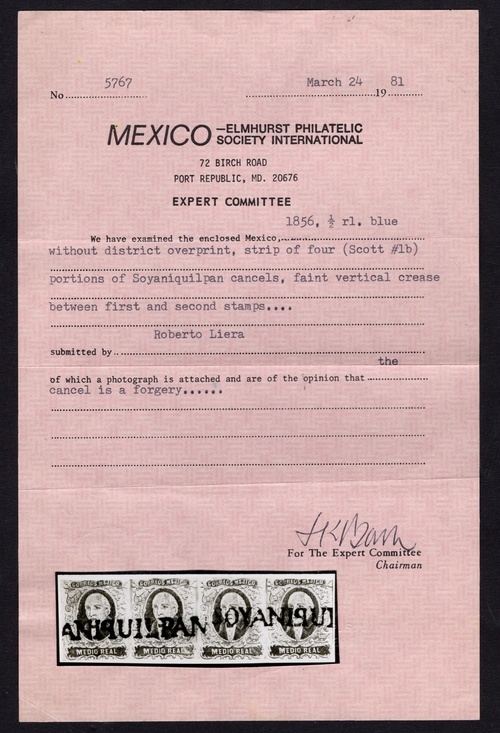 5767
March 24 81
No. 19
MEXICO —ELMHURST PHILATELIC
SOCIETY INTERNATIONAL
72 BIRCH ROAD
PORT REPUBLIC, MD. 20676
EXPERT COMMITTEE
1856, ½ rl. blue
We have examined the enclosed Mexico,
without district overprint, strip of four (Scott #1b)
portions of Soyaniquilpan cancels, faint vertical crease
between first and second stamps....
Roberto Liera
submitted by
the
of which a photograph is attached and are of the opinion that
cancel is a forgery......
For The Expert Committee
Chairman
CORREOS MEXICO CORREOS MEXICO CORREOS MEXICO CORREOS MEXICO
ANIQUILPAN SOYANIQUI
MEDIO REAL MEDIO REAL MEDIO REAL MEDIO REAL